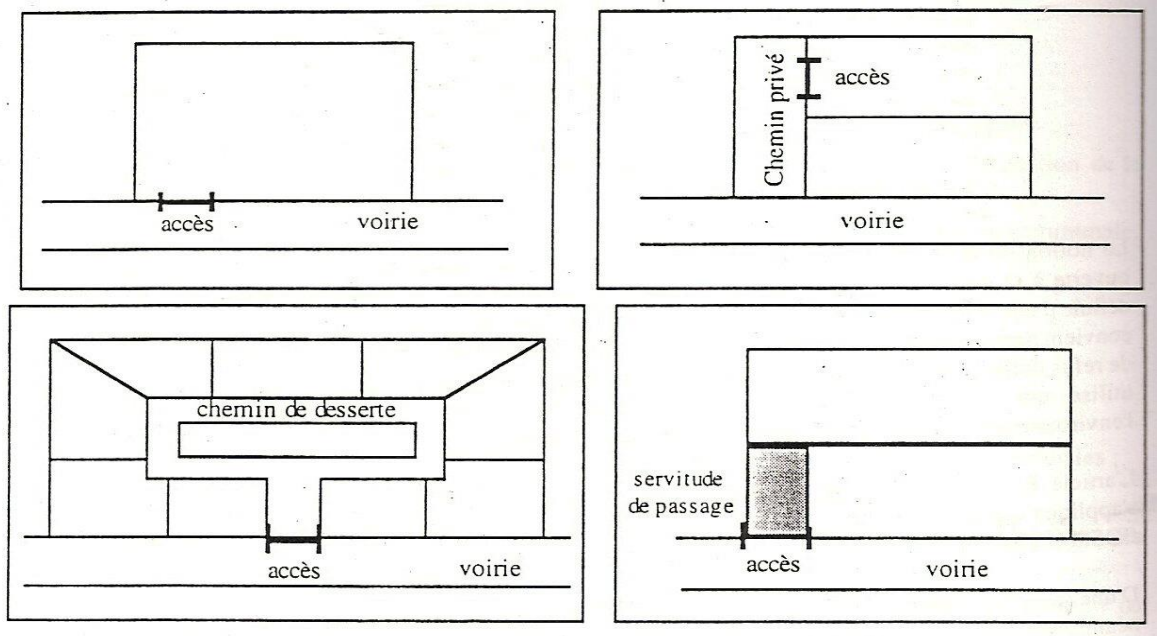 accès
voirie
Chemin privé
accès
voirie
chemin de desserte
accès
voirie
servitude
de passage
accès
voirie